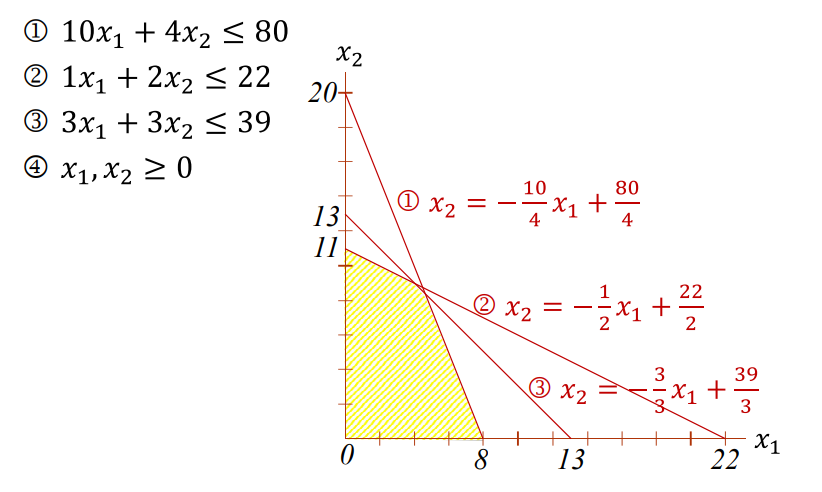 ① 10x₁ + 4x₂ ≤ 80
② 1x₁ + 2x₂ ≤ 22
③ 3x₁ + 3x₂ ≤ 39
④ x₁, x₂ ≥ 0
x₂
20
① x₂ = −10/4 x₁ + 80/4
13
11
② x₂ = −1/2 x₁ + 22/2
③ x₂ = −3/3 x₁ + 39/3
x₁
0
8
13
22